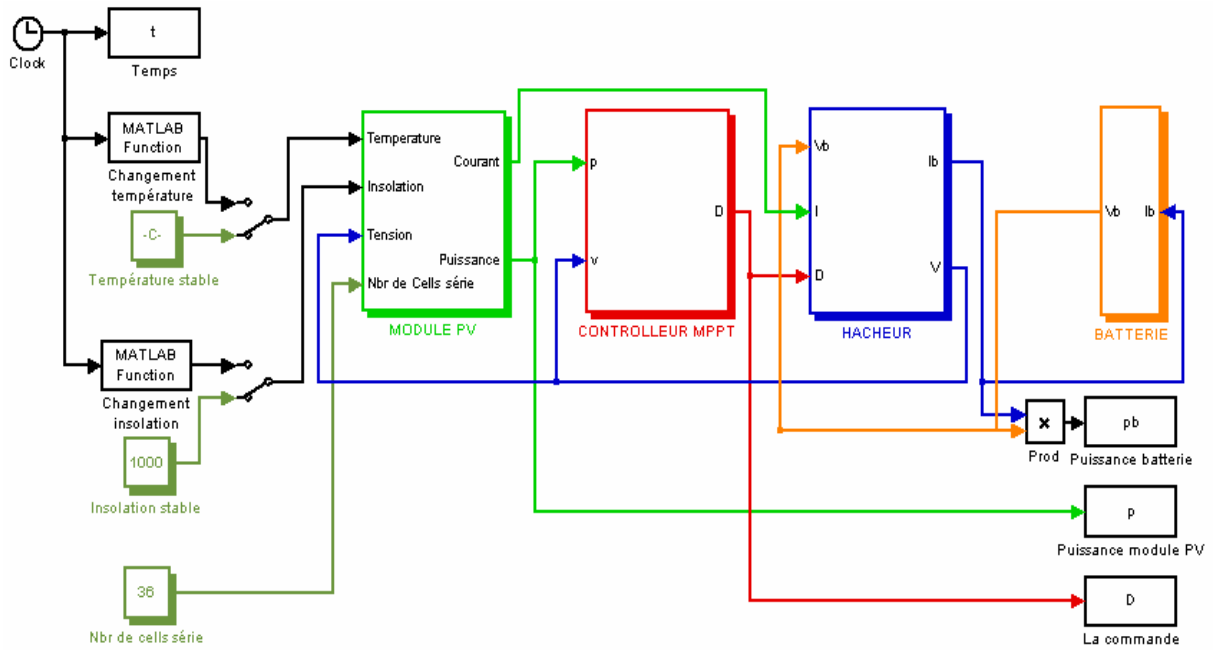 t
Clock
Temps
MATLAB
Function
Changement
température
-C-
Température stable
MATLAB
Function
Changement
insolation
1000
Insolation stable
36
Nbr de cells série
Temperature
Insolation
Tension
Nbr de Cells série
Courant
Puissance
MODULE PV
p
v
D
CONTROLLEUR MPPT
Vb
I
D
Ib
V
HACHEUR
Vb
Ib
BATTERIE
x
Prod
pb
Puissance batterie
p
Puissance module PV
D
La commande